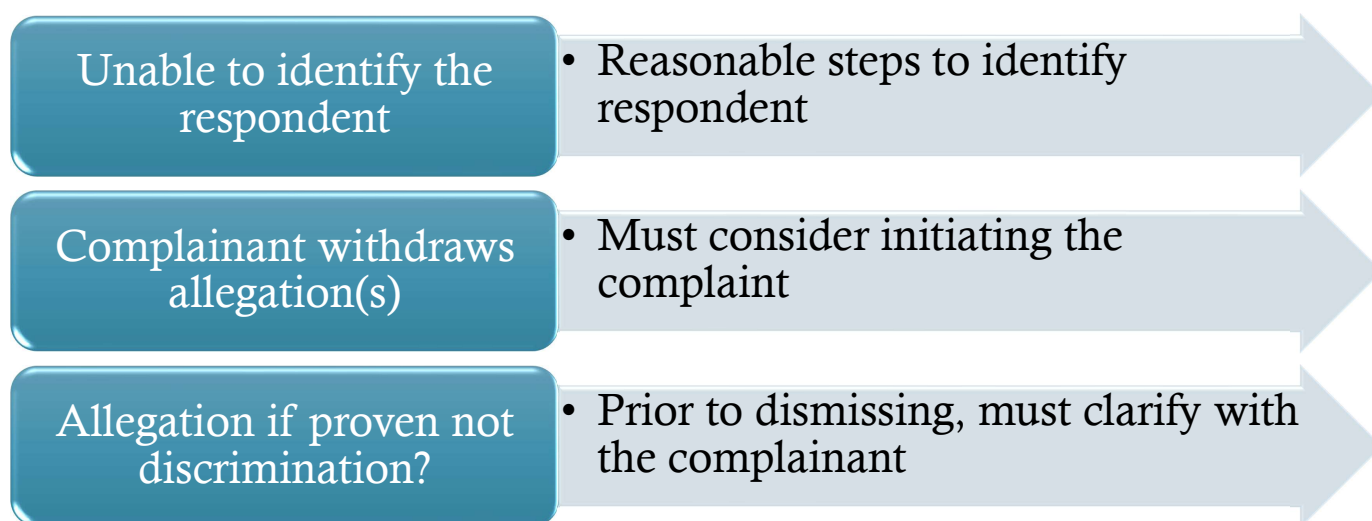 Unable to identify the
respondent
• Reasonable steps to identify
respondent
Complainant withdraws
allegation(s)
• Must consider initiating the
complaint
Allegation if proven not
discrimination?
• Prior to dismissing, must clarify with
the complainant